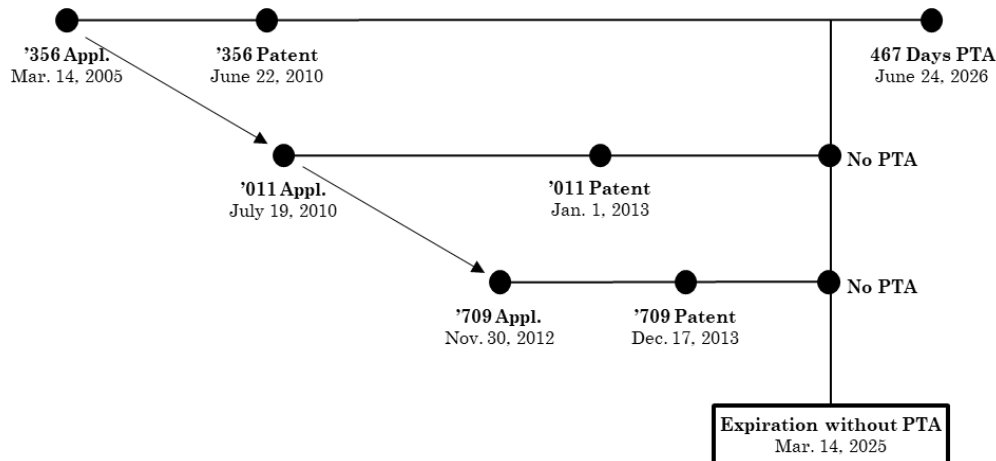 ’356 Appl.
Mar. 14, 2005
’356 Patent
June 22, 2010
467 Days PTA
June 24, 2026
’011 Appl.
July 19, 2010
’011 Patent
Jan. 1, 2013
No PTA
’709 Appl.
Nov. 30, 2012
’709 Patent
Dec. 17, 2013
No PTA
Expiration without PTA
Mar. 14, 2025